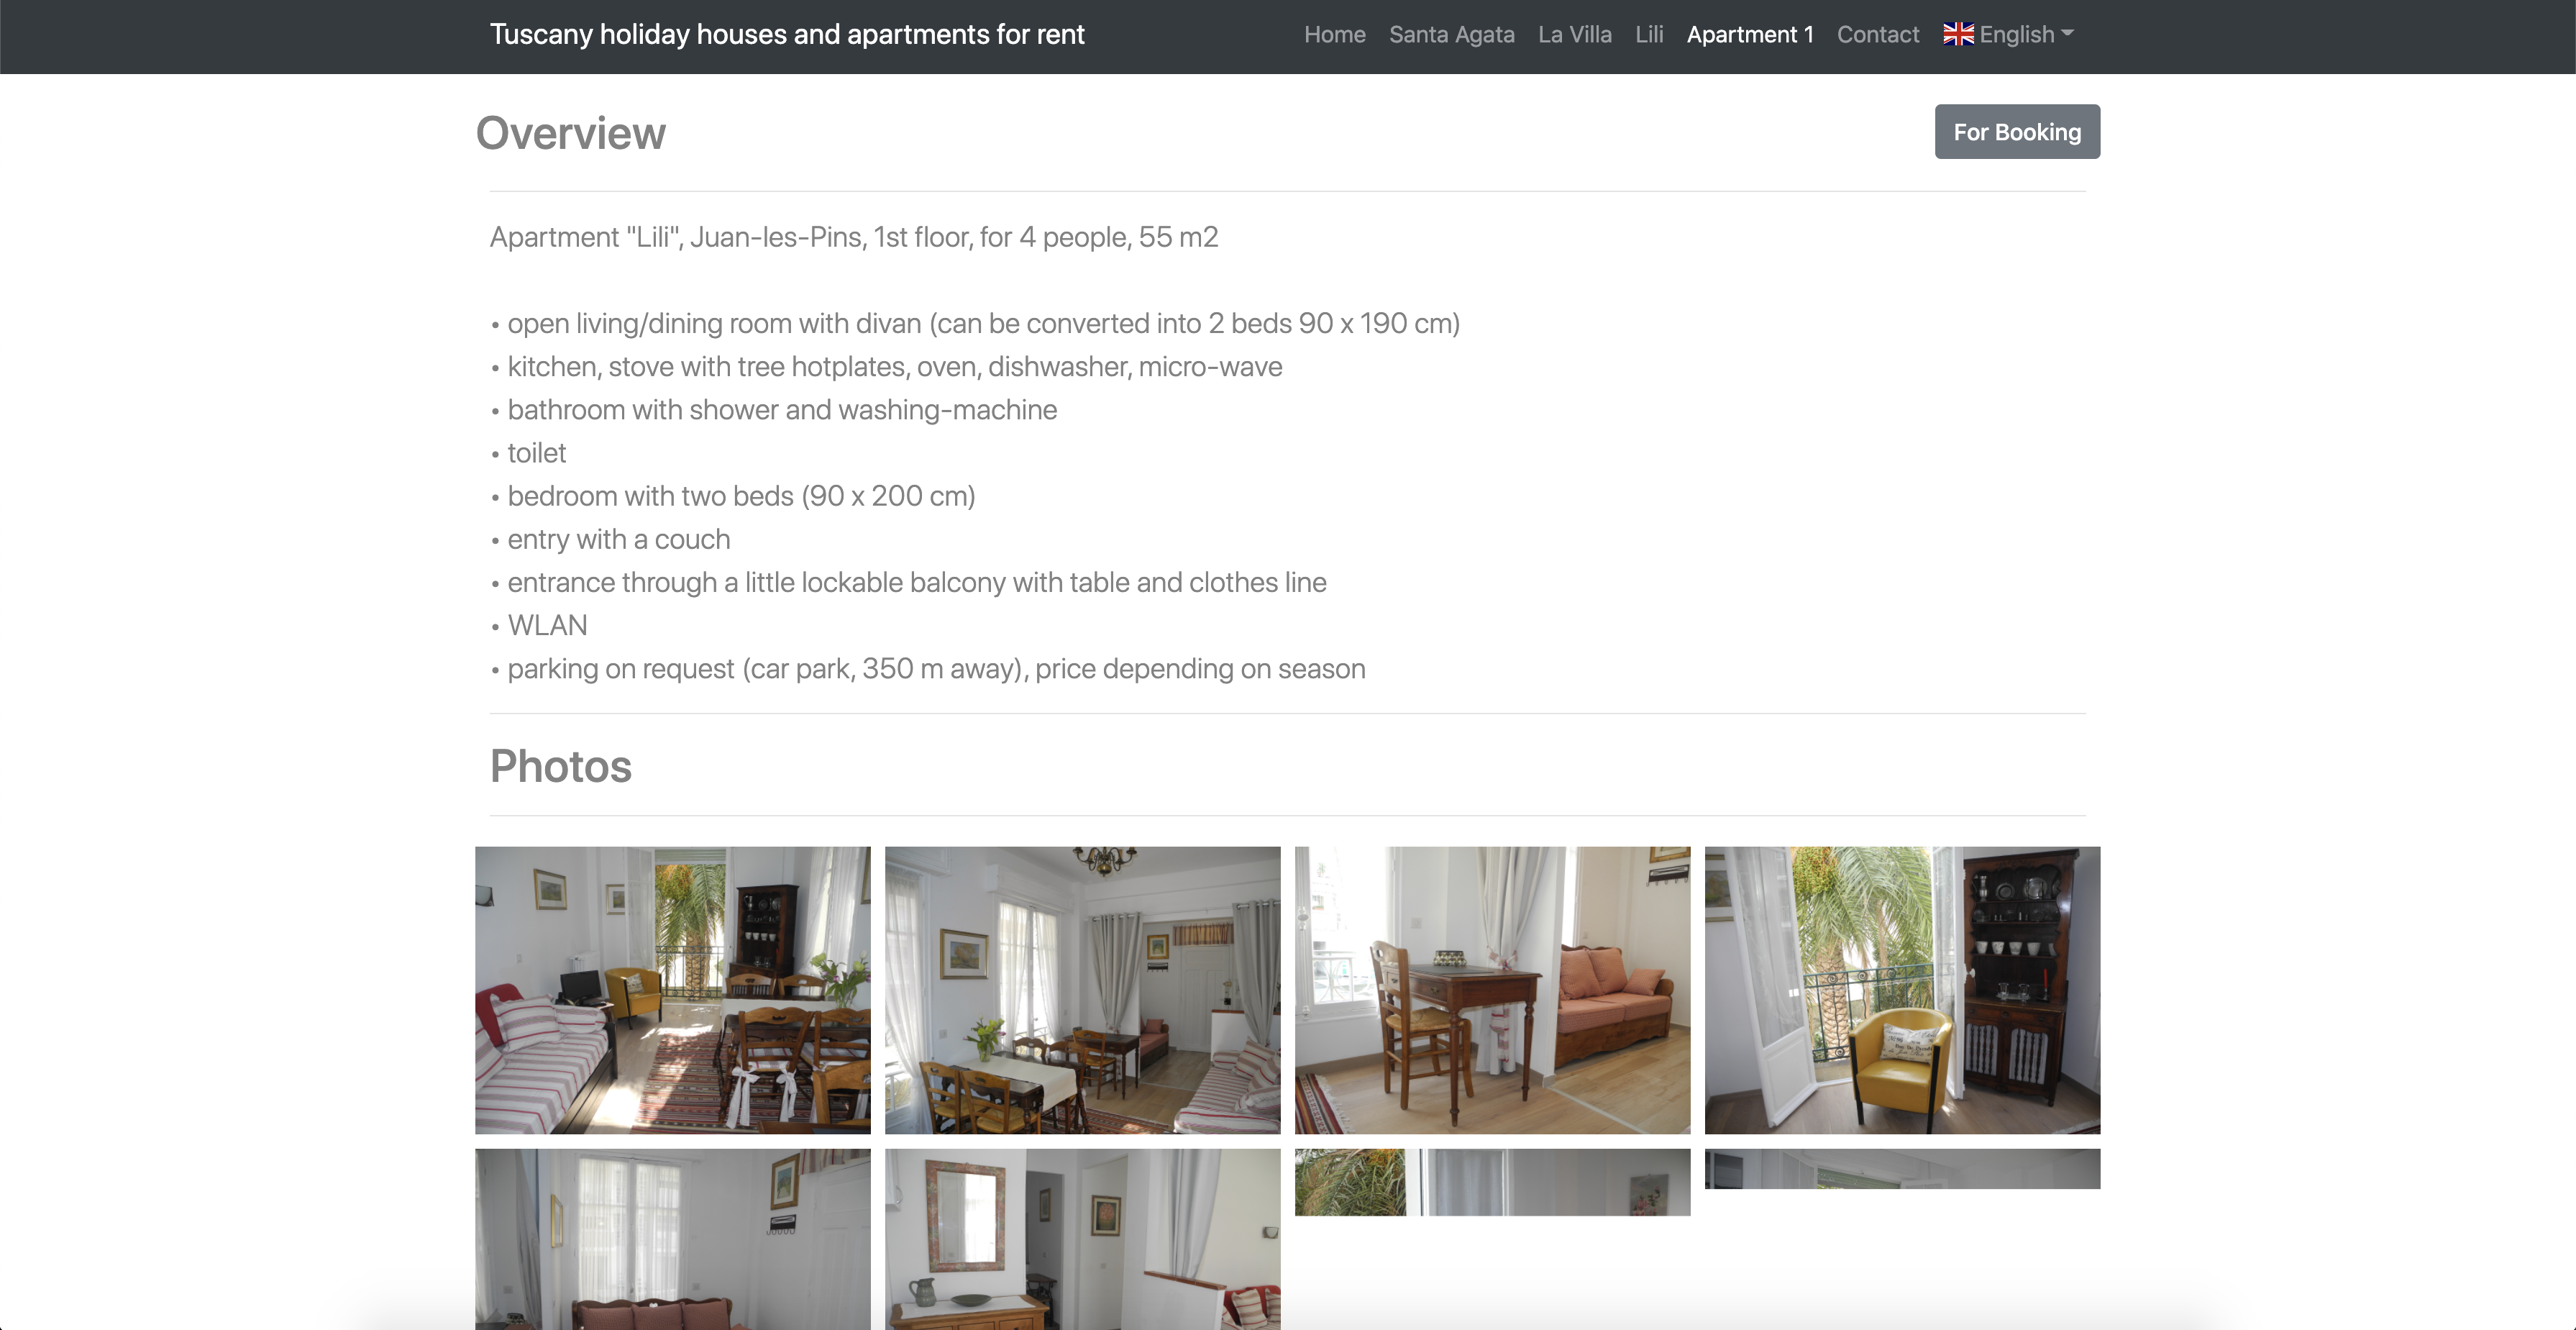 Tuscany holiday houses and apartments for rent
Home Santa Agata La Villa Lili Apartment 1 Contact English
Overview
For Booking
Apartment "Lili", Juan-les-Pins, 1st floor, for 4 people, 55 m2
• open living/dining room with divan (can be converted into 2 beds 90 x 190 cm)
• kitchen, stove with tree hotplates, oven, dishwasher, micro-wave
• bathroom with shower and washing-machine
• toilet
• bedroom with two beds (90 x 200 cm)
• entry with a couch
• entrance through a little lockable balcony with table and clothes line
• WLAN
• parking on request (car park, 350 m away), price depending on season
Photos